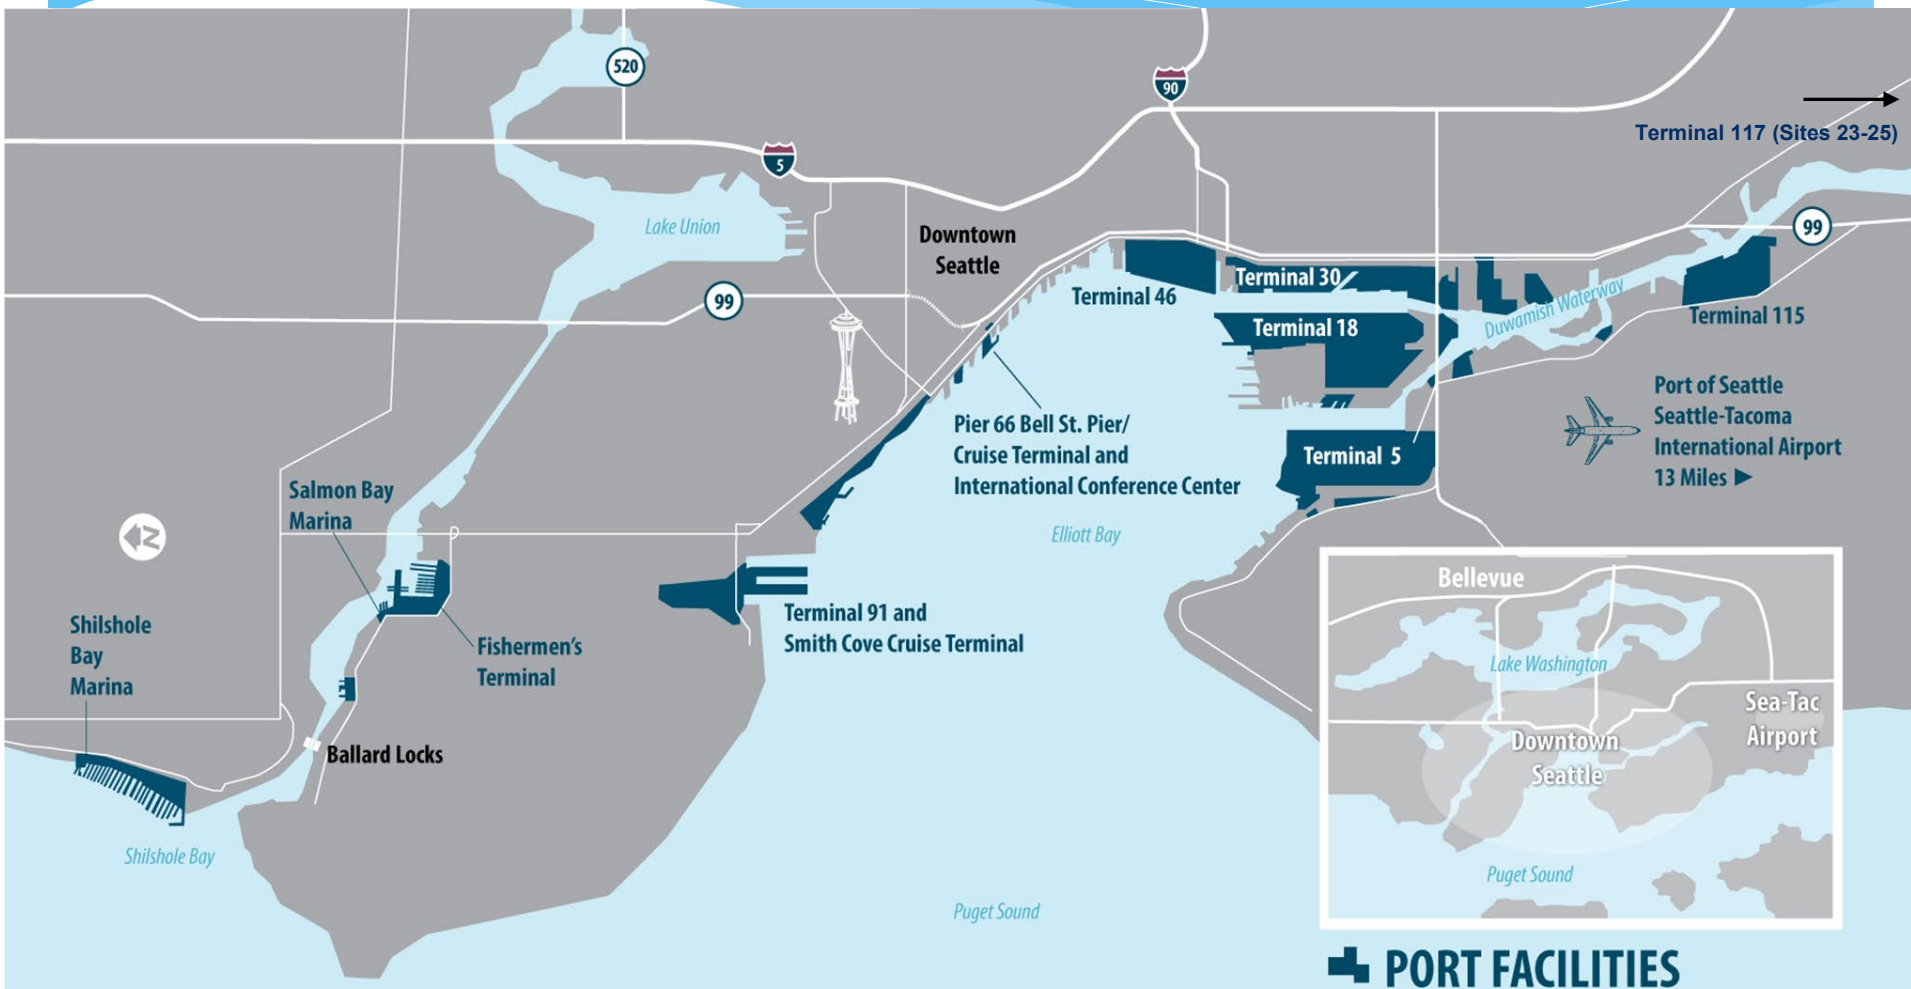 520
90
Terminal 117 (Sites 23-25)
5
Lake Union
99
Downtown
Seattle
Terminal 46
Terminal 30
Terminal 18
Duwamish Waterway
Terminal 115
99
Port of Seattle
Seattle-Tacoma
International Airport
13 Miles ►
Pier 66 Bell St. Pier/
Cruise Terminal and
International Conference Center
Terminal 5
Elliott Bay
Salmon Bay
Marina
N
Shilshole
Bay
Marina
Fishermen's
Terminal
Terminal 91 and
Smith Cove Cruise Terminal
Ballard Locks
Shilshole Bay
Puget Sound
Bellevue
Lake Washington
Sea-Tac
Airport
Downtown
Seattle
Puget Sound
PORT FACILITIES